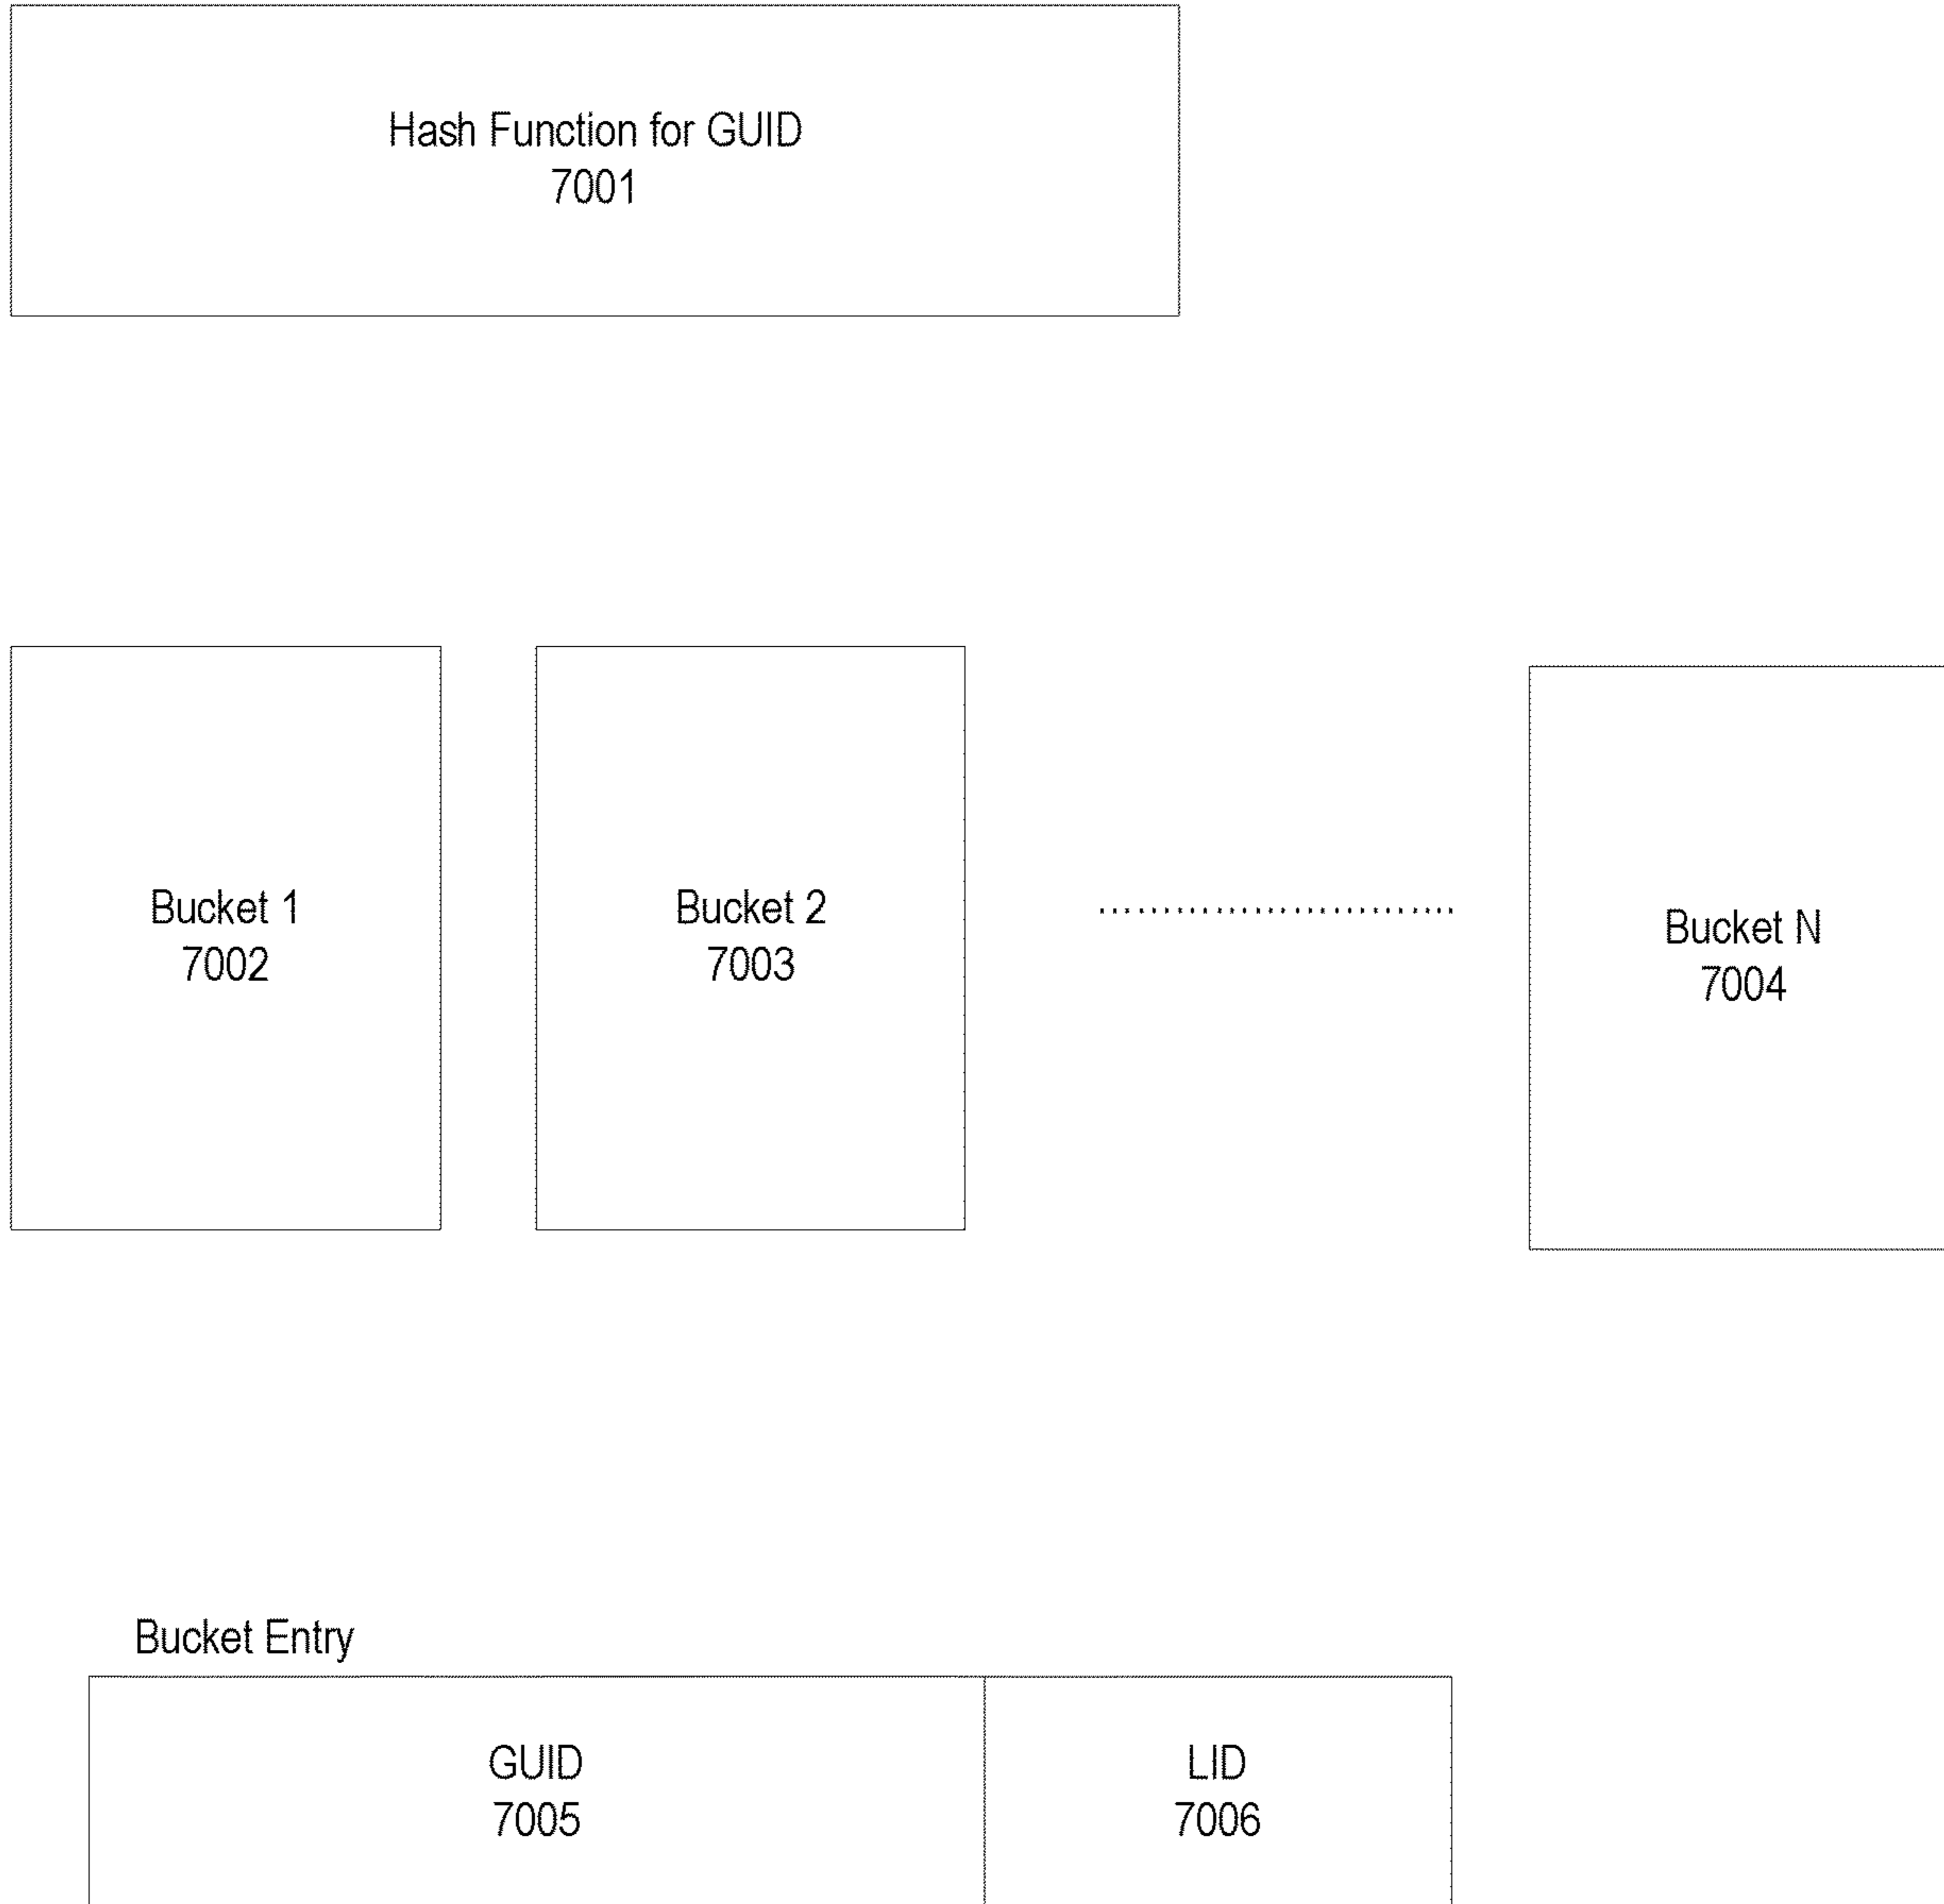 Hash Function for GUID
7001
Bucket 1
7002
Bucket 2
7003
Bucket N
7004
Bucket Entry
GUID
7005
LID
7006